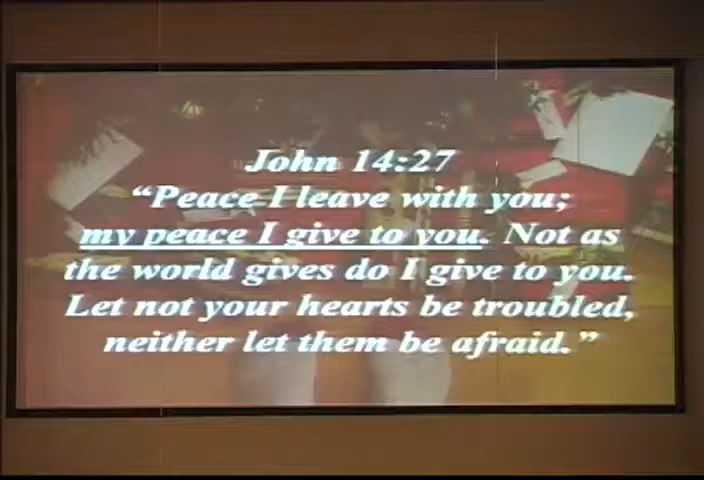 John 14:27
“Peace I leave with you;
my peace I give to you. Not as
the world gives do I give to you.
Let not your hearts be troubled,
neither let them be afraid.”